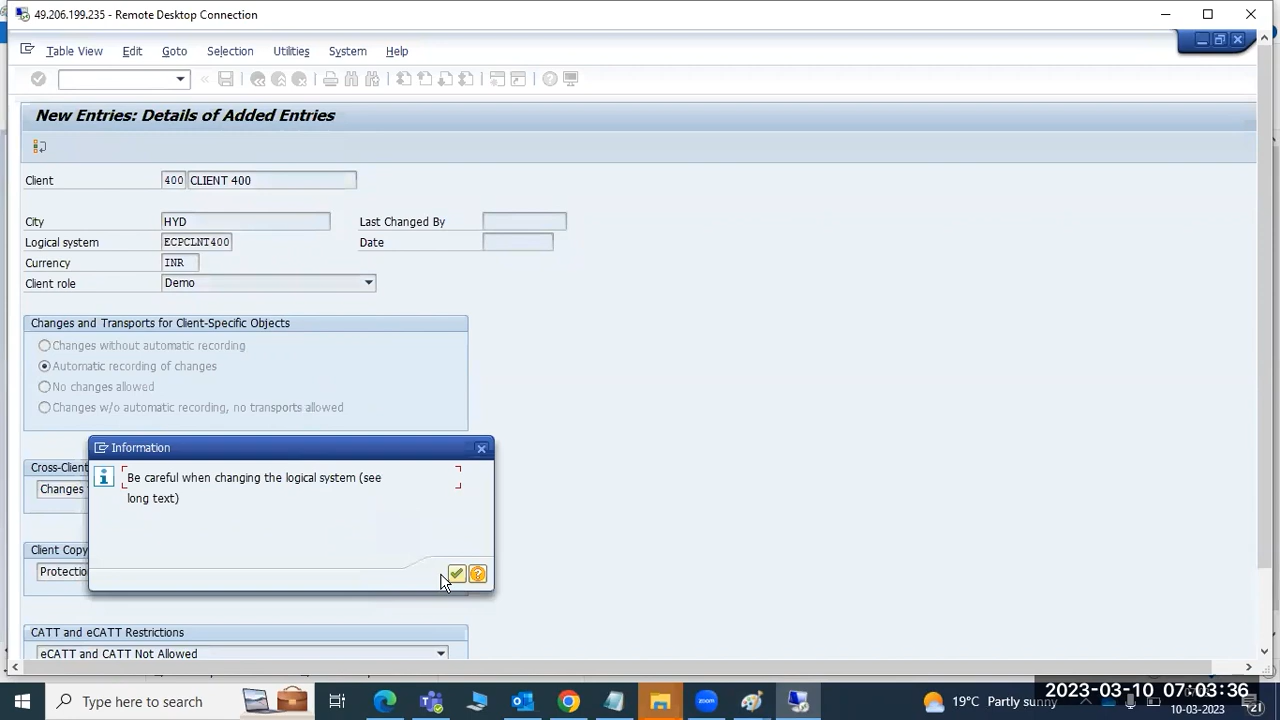 49.206.199.235 - Remote Desktop Connection
Table View Edit Goto Selection Utilities System Help
New Entries: Details of Added Entries
Client 400 CLIENT 400
City HYD Last Changed By
Logical system ECPCLNT400 Date
Currency INR
Client role Demo
Changes and Transports for Client-Specific Objects
Changes without automatic recording
Automatic recording of changes
No changes allowed
Changes w/o automatic recording, no transports allowed
Information
Be careful when changing the logical system (see
long text)
Cross-Client
Changes
Client Copy
Protectio
CATT and eCATT Restrictions
eCATT and CATT Not Allowed
Type here to search
zoom
19°C Partly sunny
2023-03-10 07:03:36
10-03-2023
21